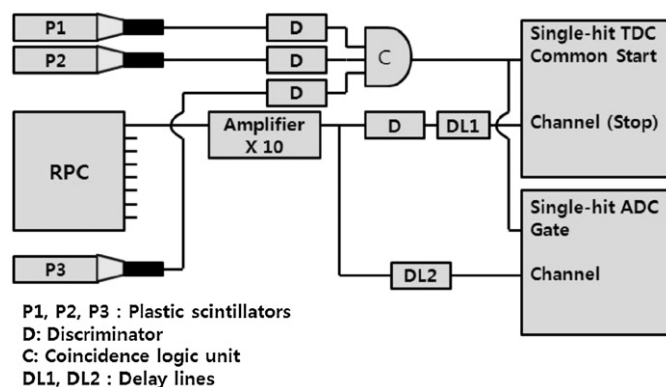 P1
D
Single-hit TDC
Common Start
P2
D
C
D
Amplifier
X 10
D
DL1
Channel (Stop)
RPC
Single-hit ADC
Gate
P3
DL2
Channel
P1, P2, P3 : Plastic scintillators
D: Discriminator
C: Coincidence logic unit
DL1, DL2 : Delay lines